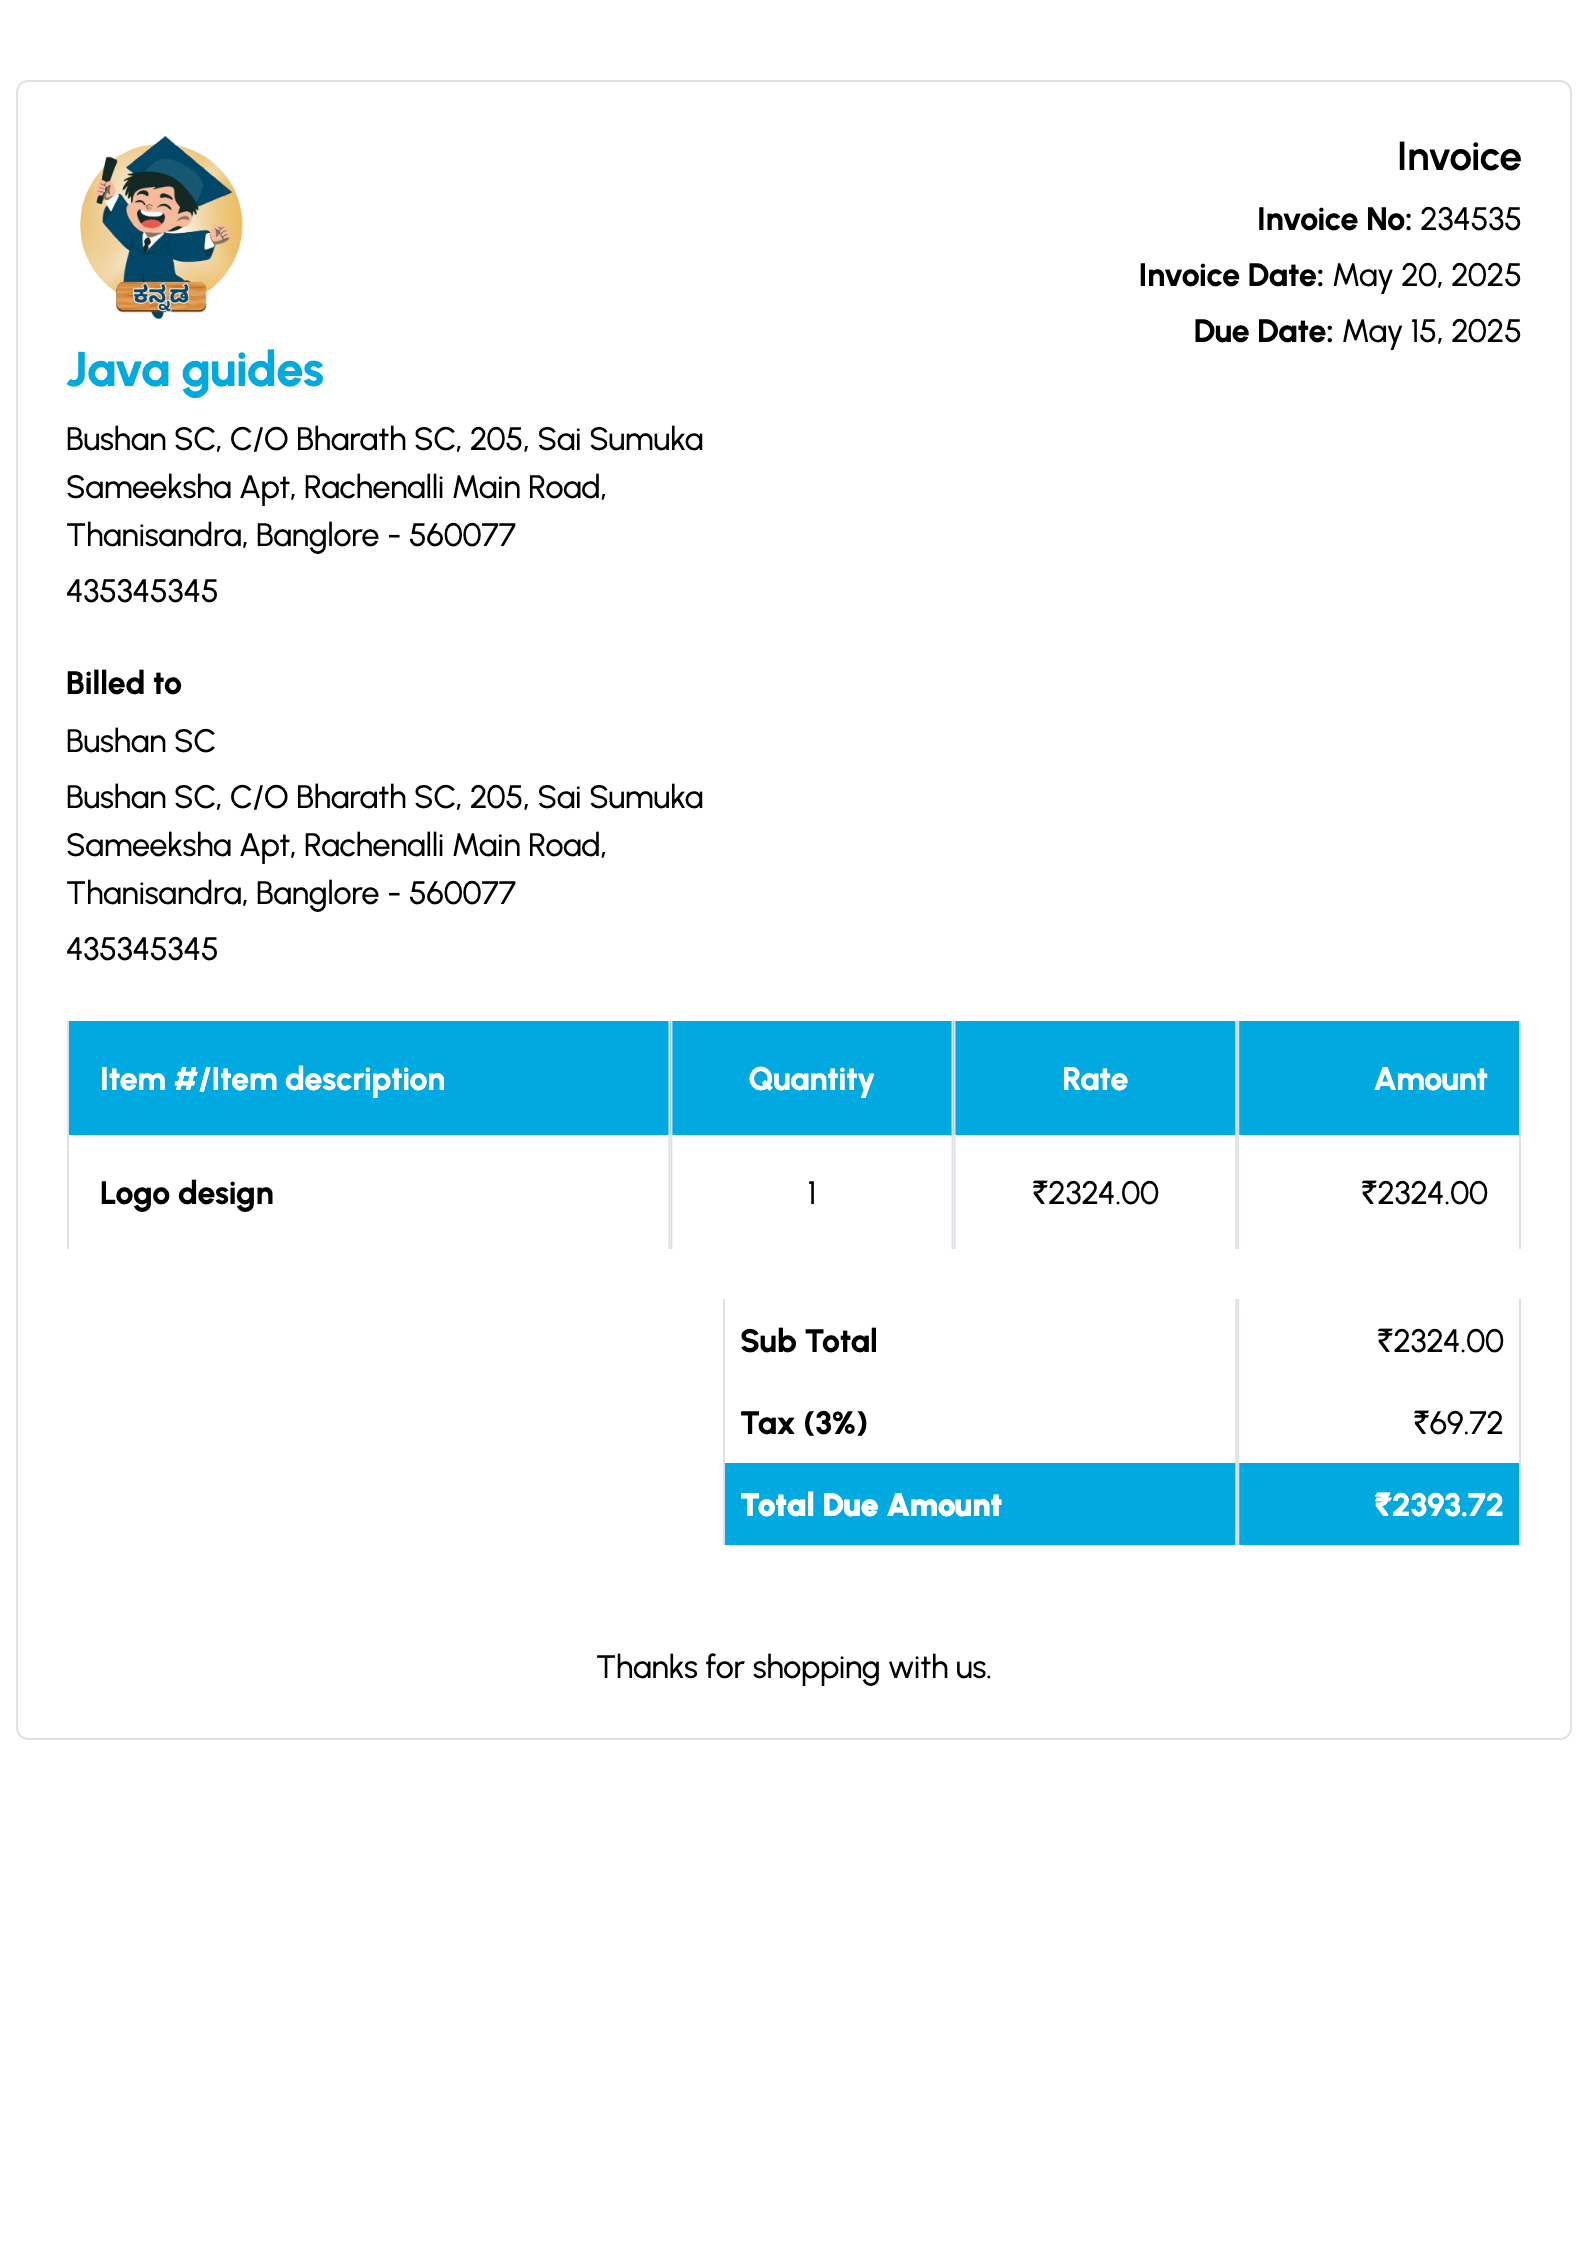 ಕನ್ನಡ
Invoice
Invoice No: 234535
Invoice Date: May 20, 2025
Due Date: May 15, 2025
Java guides
Bushan SC, C/O Bharath SC, 205, Sai Sumuka
Sameeksha Apt, Rachenalli Main Road,
Thanisandra, Banglore - 560077
435345345
Billed to
Bushan SC
Bushan SC, C/O Bharath SC, 205, Sai Sumuka
Sameeksha Apt, Rachenalli Main Road,
Thanisandra, Banglore - 560077
435345345
Item #/Item description Quantity Rate Amount
Logo design 1 ₹2324.00 ₹2324.00
Sub Total ₹2324.00
Tax (3%) ₹69.72
Total Due Amount ₹2393.72
Thanks for shopping with us.